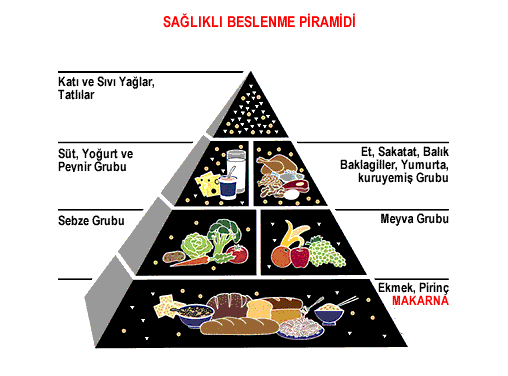 SAĞLIKLI BESLENME PİRAMİDİ
Katı ve Sıvı Yağlar,
Tatlılar
Süt, Yoğurt ve
Peynir Grubu
Et, Sakatat, Balık
Baklagiller, Yumurta,
kuruyemiş Grubu
Sebze Grubu
Meyva Grubu
Ekmek, Pirinç
MAKARNA